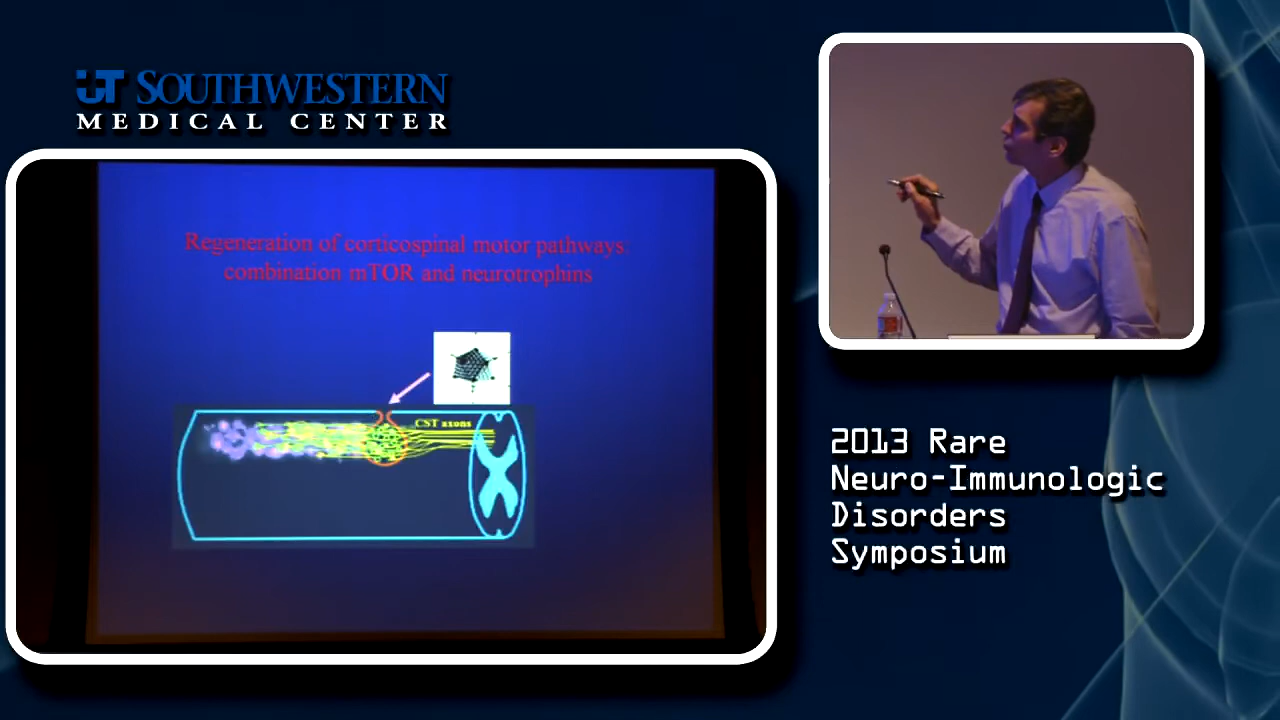 UT SOUTHWESTERN
MEDICAL CENTER
Regeneration of corticospinal motor pathways:
combination mTOR and neurotrophins
CST axons
2013 Rare
Neuro-Immunologic
Disorders
Symposium